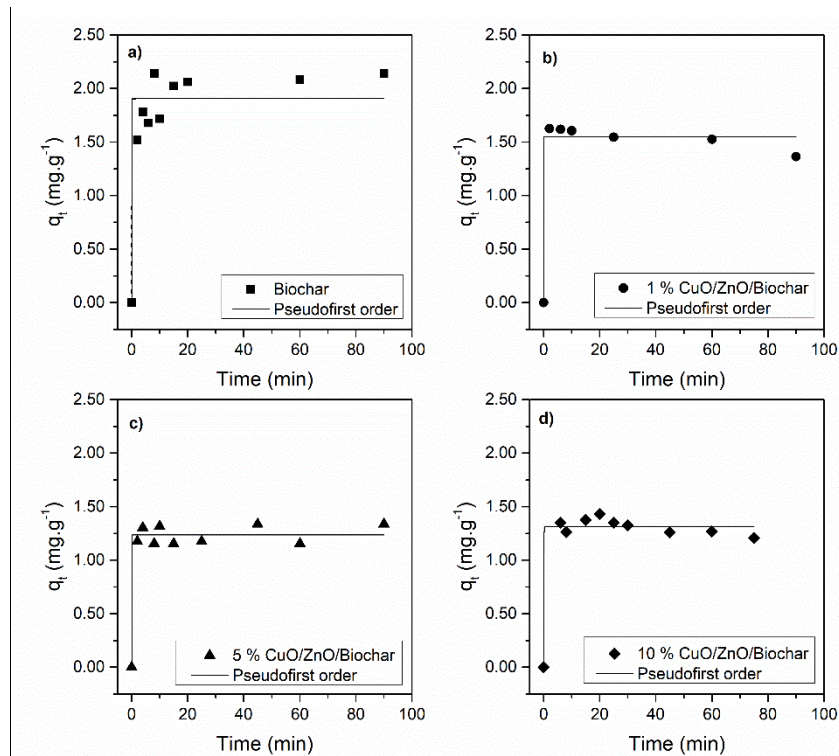 a)
2.50
2.00
1.50
1.00
0.50
0.00
qt (mg.g-1)
Biochar
Pseudofirst order
0 20 40 60 80 100
Time (min)
b)
2.50
2.00
1.50
1.00
0.50
0.00
qt (mg.g-1)
1 % CuO/ZnO/Biochar
Pseudofirst order
0 20 40 60 80 100
Time (min)
c)
2.50
2.00
1.50
1.00
0.50
0.00
qt (mg.g-1)
5 % CuO/ZnO/Biochar
Pseudofirst order
0 20 40 60 80 100
Time (min)
d)
2.50
2.00
1.50
1.00
0.50
0.00
qt (mg.g-1)
10 % CuO/ZnO/Biochar
Pseudofirst order
0 20 40 60 80 100
Time (min)